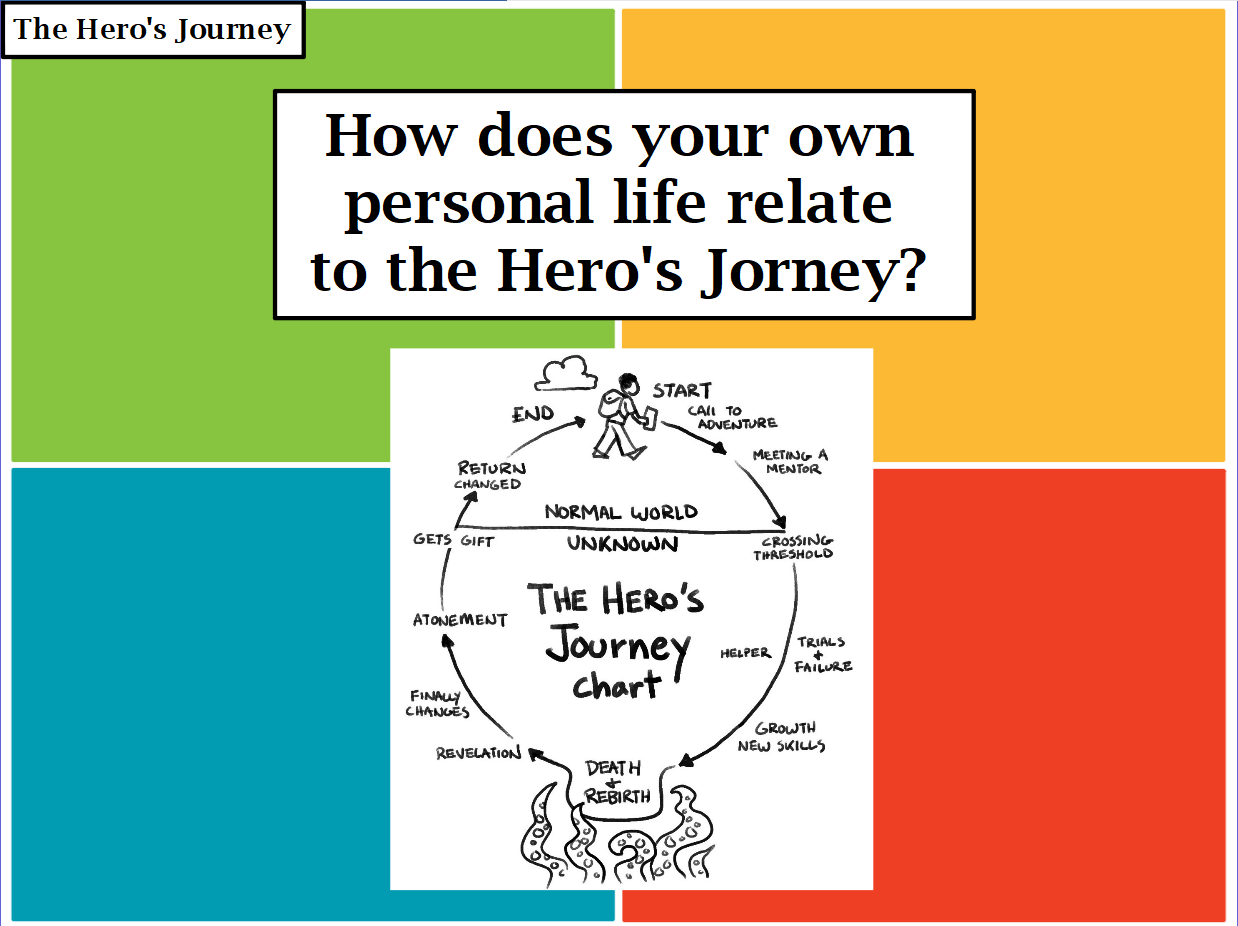 The Hero's Journey
How does your own
personal life relate
to the Hero's Jorney?
START
END
CALL TO
ADVENTURE
MEETING A
MENTOR
RETURN
CHANGED
NORMAL WORLD
GETS GIFT
UNKNOWN
CROSSING
THRESHOLD
THE HERO'S
JOURNEY
CHART
ATONEMENT
HELPER
TRIALS
+
FAILURE
FINALLY
CHANGES
GROWTH
NEW SKILLS
REVELATION
DEATH
+
REBIRTH